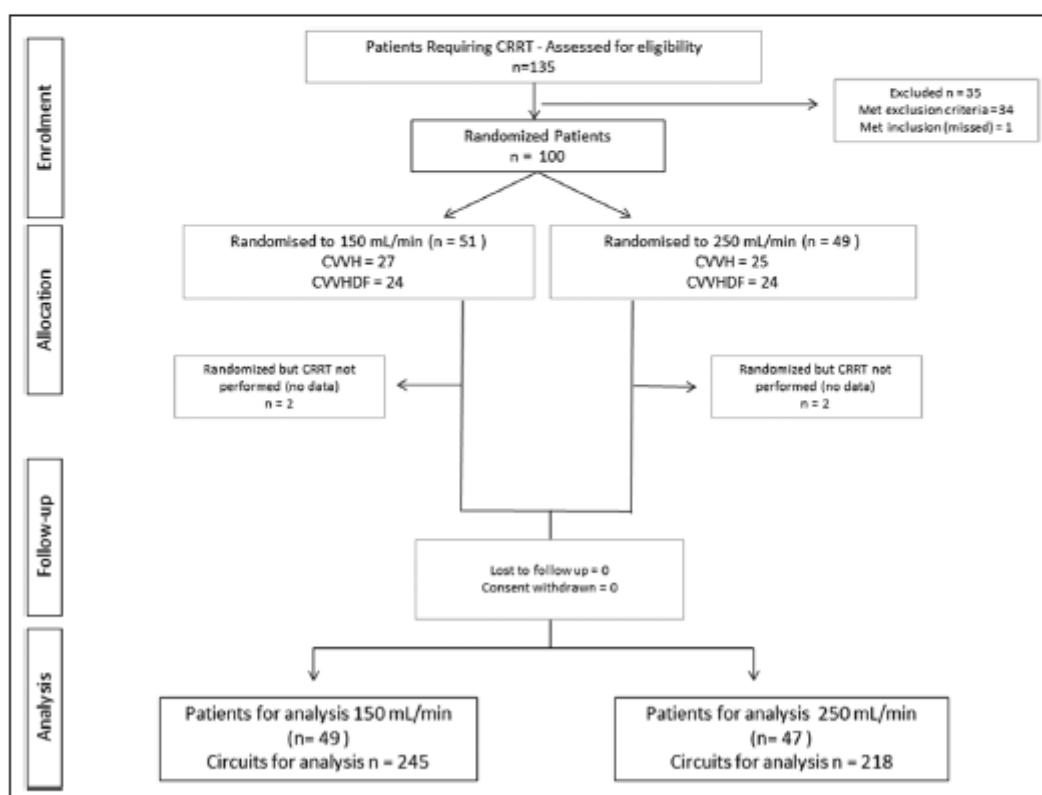 Enrolment
Patients Requiring CRRT - Assessed for eligibility
n=135
Excluded n = 35
Met exclusion criteria =34
Met inclusion (missed) = 1
Randomized Patients
n = 100
Allocation
Randomised to 150 mL/min (n = 51 )
CVVH = 27
CVVHDF = 24
Randomised to 250 mL/min (n = 49 )
CVVH = 25
CVVHDF = 24
Randomized but CRRT not
performed (no data)
n = 2
Randomized but CRRT not
performed (no data)
n = 2
Follow-up
Lost to follow up = 0
Consent withdrawn = 0
Analysis
Patients for analysis 150 mL/min
(n= 49 )
Circuits for analysis n = 245
Patients for analysis 250 mL/min
(n= 47 )
Circuits for analysis n = 218